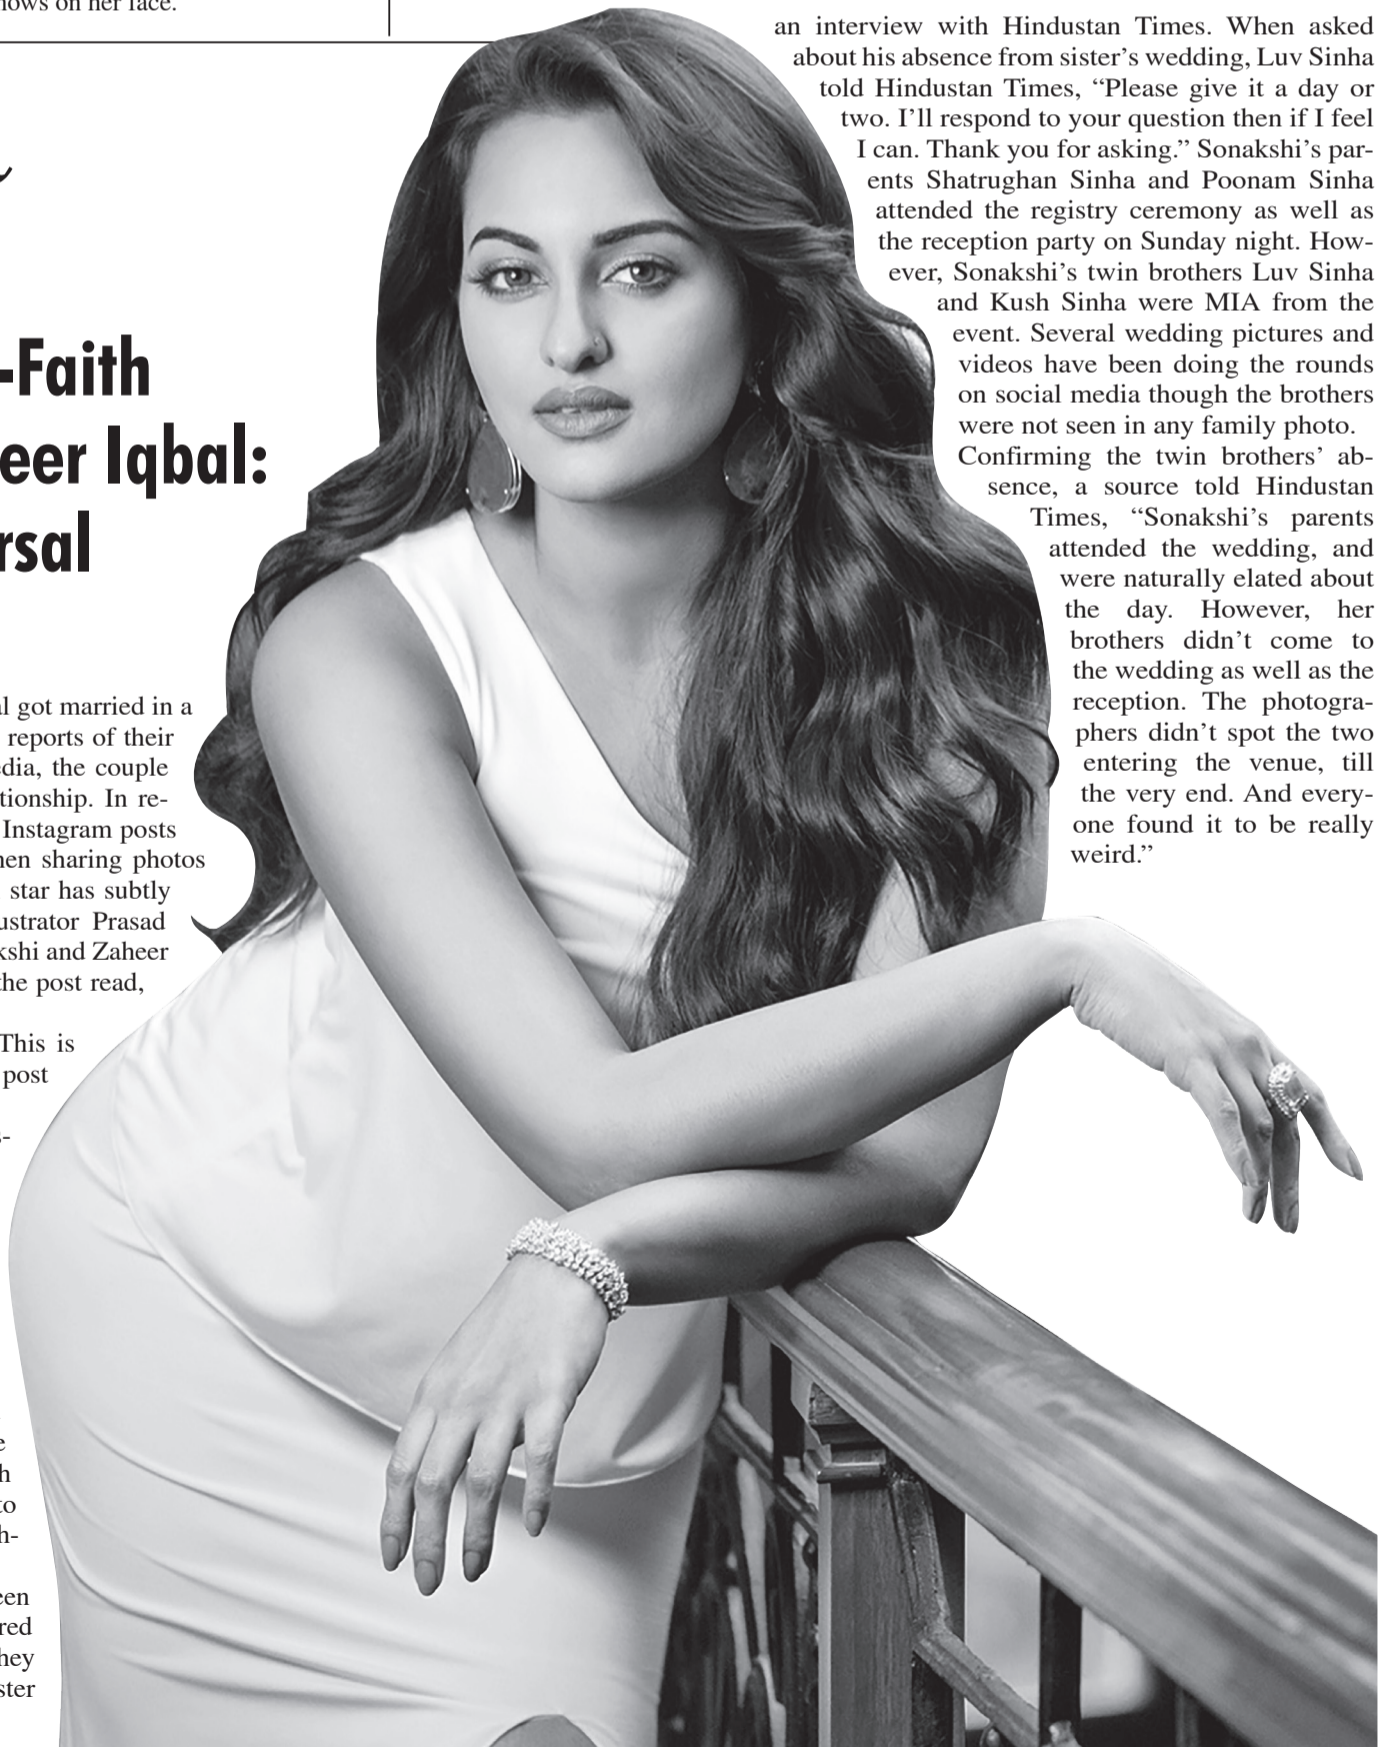 nows on her face.
-Faith
eer Iqbal:
rsal
al got married in a
reports of their
edia, the couple
tionship. In re-
Instagram posts
hen sharing photos
star has subtly
ustrator Prasad
kshi and Zaheer
the post read,
This is
post
s-
e
h
to
h-
een
red
hey
ster
an interview with Hindustan Times. When asked
about his absence from sister’s wedding, Luv Sinha
told Hindustan Times, “Please give it a day or
two. I’ll respond to your question then if I feel
I can. Thank you for asking.” Sonakshi’s par-
ents Shatrughan Sinha and Poonam Sinha
attended the registry ceremony as well as
the reception party on Sunday night. How-
ever, Sonakshi’s twin brothers Luv Sinha
and Kush Sinha were MIA from the
event. Several wedding pictures and
videos have been doing the rounds
on social media though the brothers
were not seen in any family photo.
Confirming the twin brothers’ ab-
sence, a source told Hindustan
Times, “Sonakshi’s parents
attended the wedding, and
were naturally elated about
the day. However, her
brothers didn’t come to
the wedding as well as the
reception. The photogra-
phers didn’t spot the two
entering the venue, till
the very end. And every-
one found it to be really
weird.”